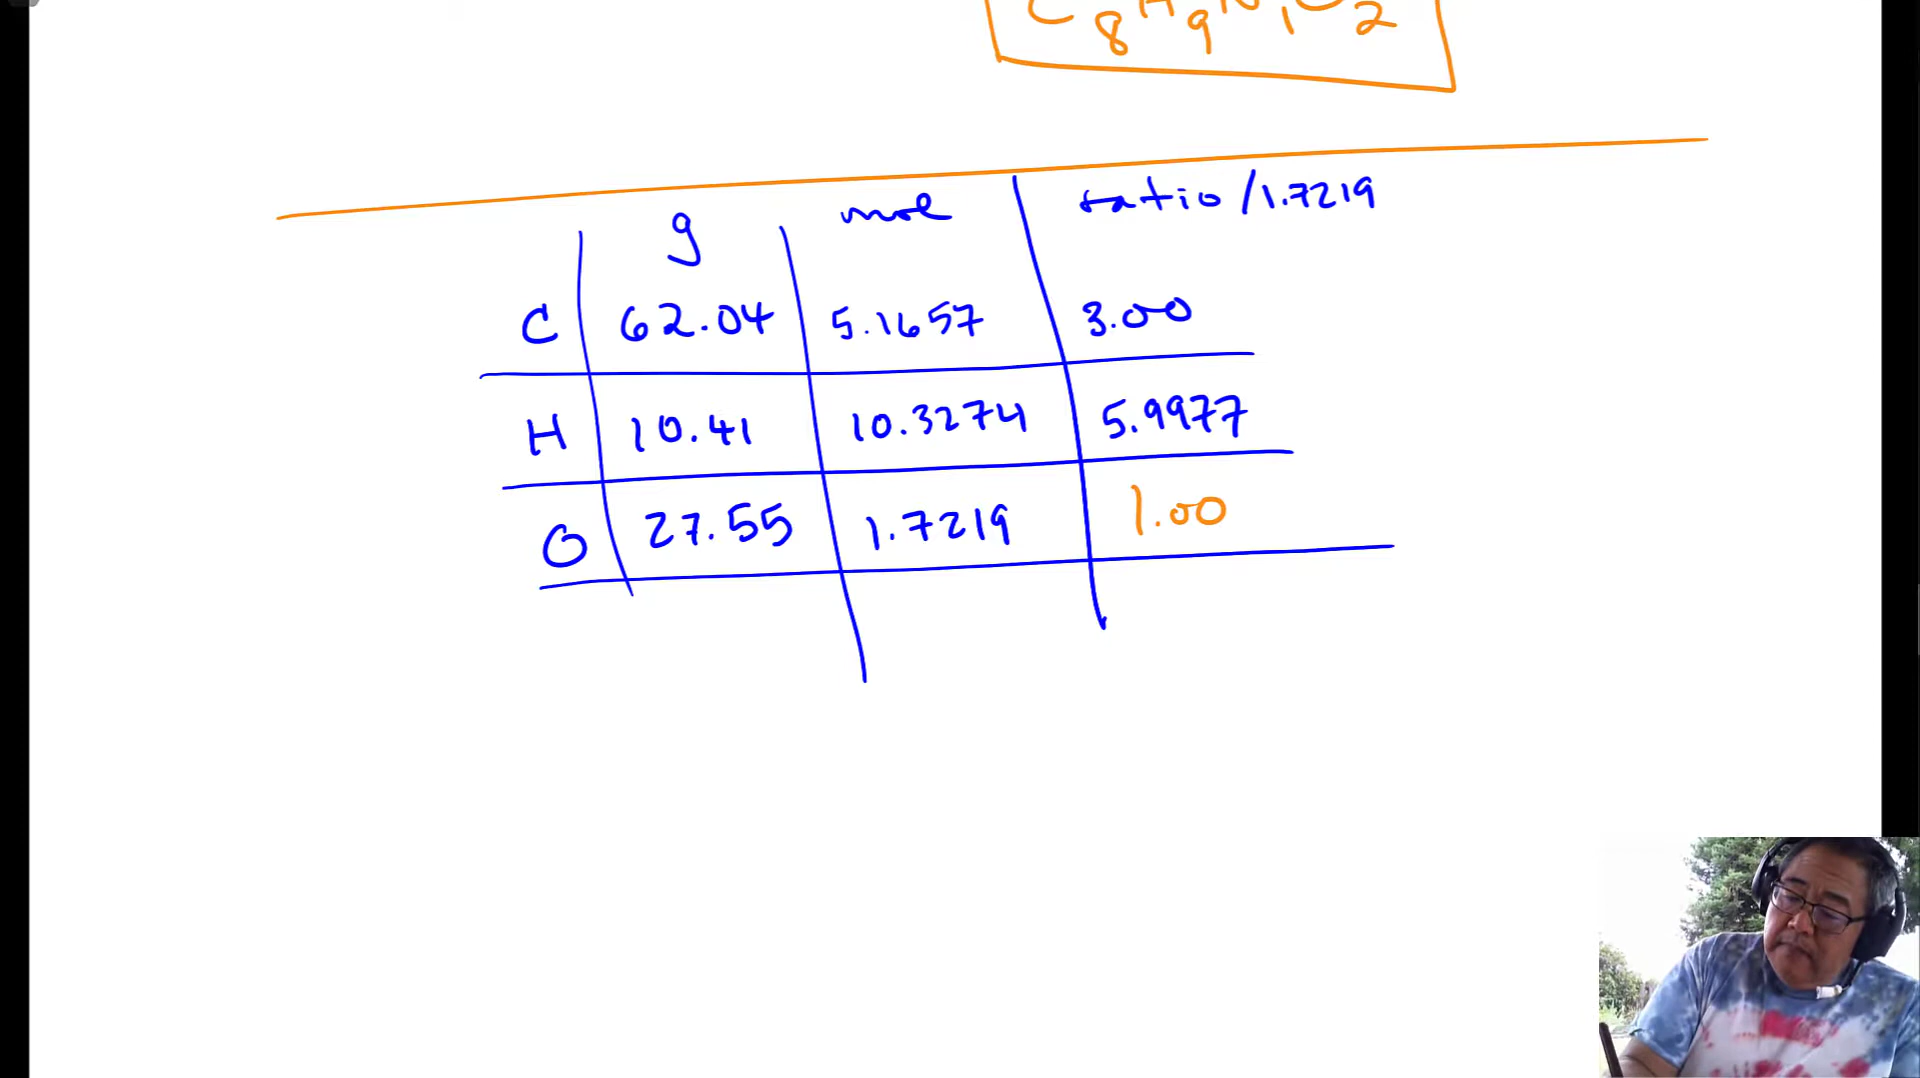 C8H9N1O2
g mol ratio /1.7219
C 62.04 5.1657 3.00
H 10.41 10.3274 5.9977
O 27.55 1.7219 1.00